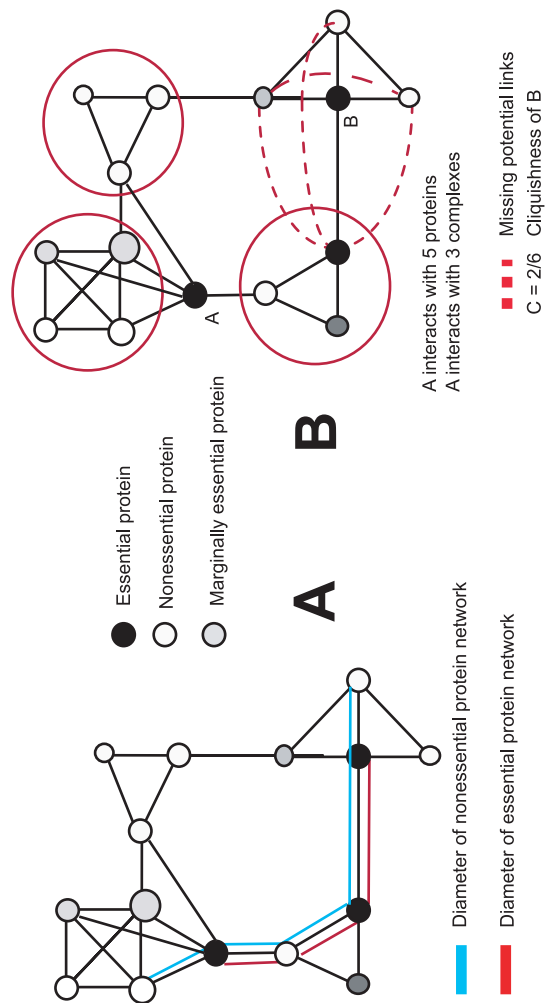 Essential protein
Nonessential protein
Marginally essential protein
A
Diameter of nonessential protein network
Diameter of essential protein network
B
A
B
A interacts with 5 proteins
A interacts with 3 complexes
Missing potential links
C = 2/6 Cliquishness of B